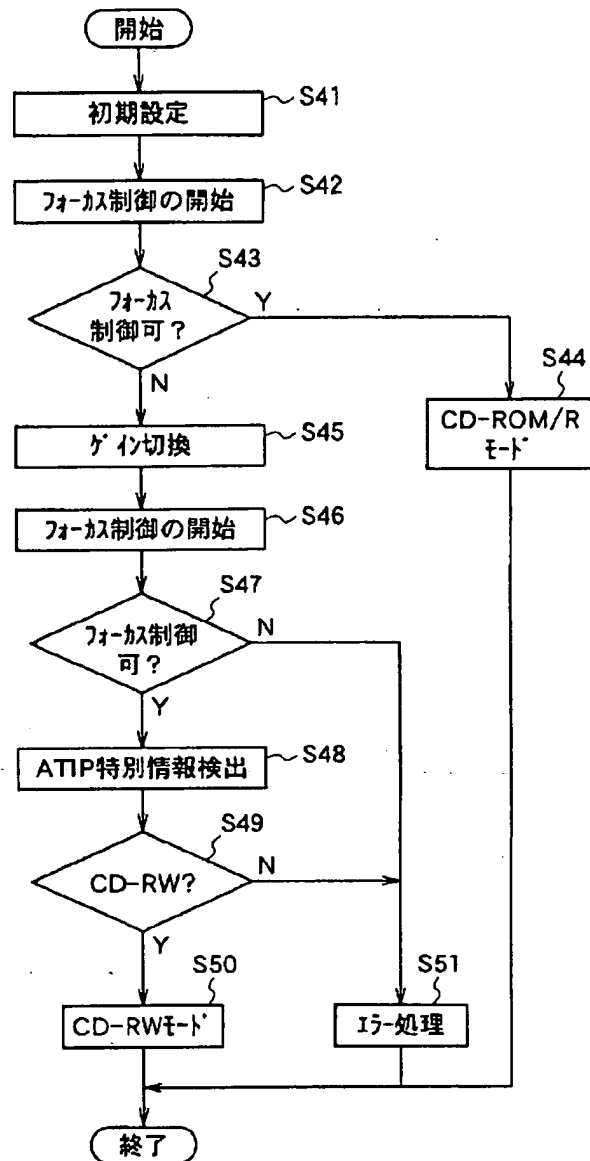 開始
初期設定
S41
フォーカス制御の開始
S42
フォーカス
制御可?
S43
Y
N
CD-ROM/R
モード
S44
ゲイン切換
S45
フォーカス制御の開始
S46
フォーカス制御
可?
S47
N
Y
ATIP特別情報検出
S48
CD-RW?
S49
N
Y
CD-RWモード
S50
エラー処理
S51
終了